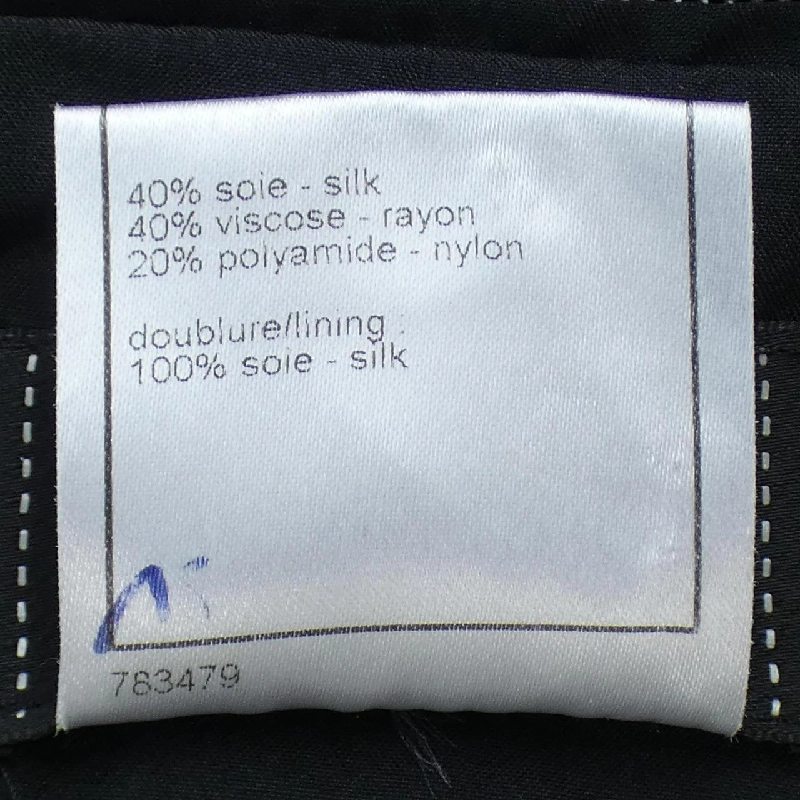 40% soie - silk
40% viscose - rayon
20% polyamide - nylon
doublure/lining :
100% soie - silk
783479